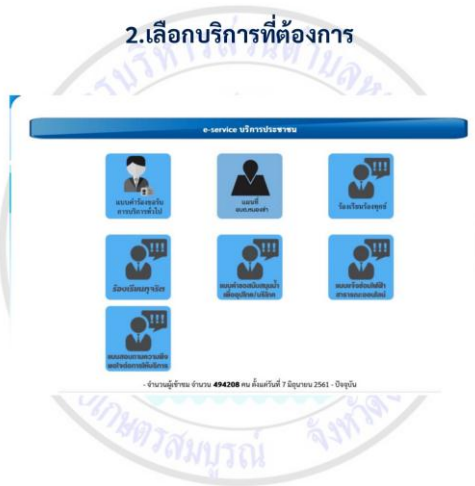 2.เลือกบริการที่ต้องการ
e-service บริการประชาชน
แบบคำร้องขอรับ
การบริการทั่วไป
แผนที่
ร้องเรียนร้องทุกข์
ร้องเรียนทุจริต
แบบคำขอสนับสนุนน้ำ
เพื่ออุปโภค/บริโภค
แบบแจ้งซ่อมไฟฟ้า
สาธารณะออนไลน์
แบบสอบถามความพึง
พอใจต่อการให้บริการ
- จำนวนผู้เข้าชม จำนวน 494208 คน ตั้งแต่วันที่ 7 มิถุนายน 2561 - ปัจจุบัน